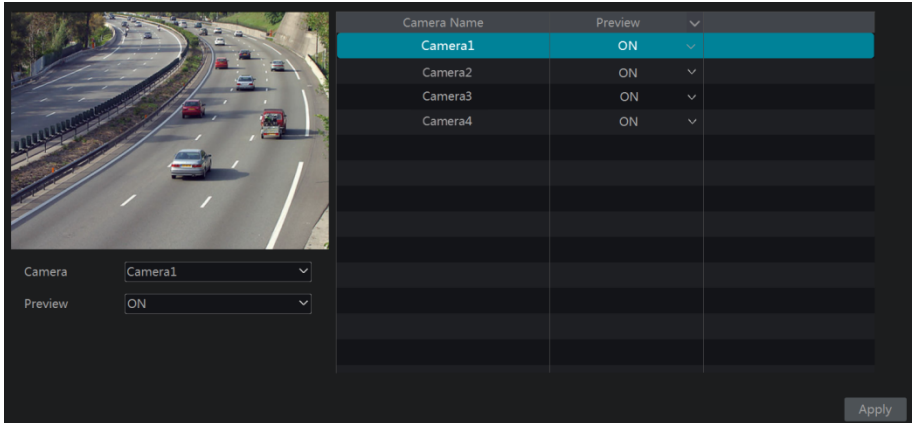 Camera Name Preview
Camera1 ON
Camera2 ON
Camera3 ON
Camera4 ON
Camera Camera1
Preview ON
Apply